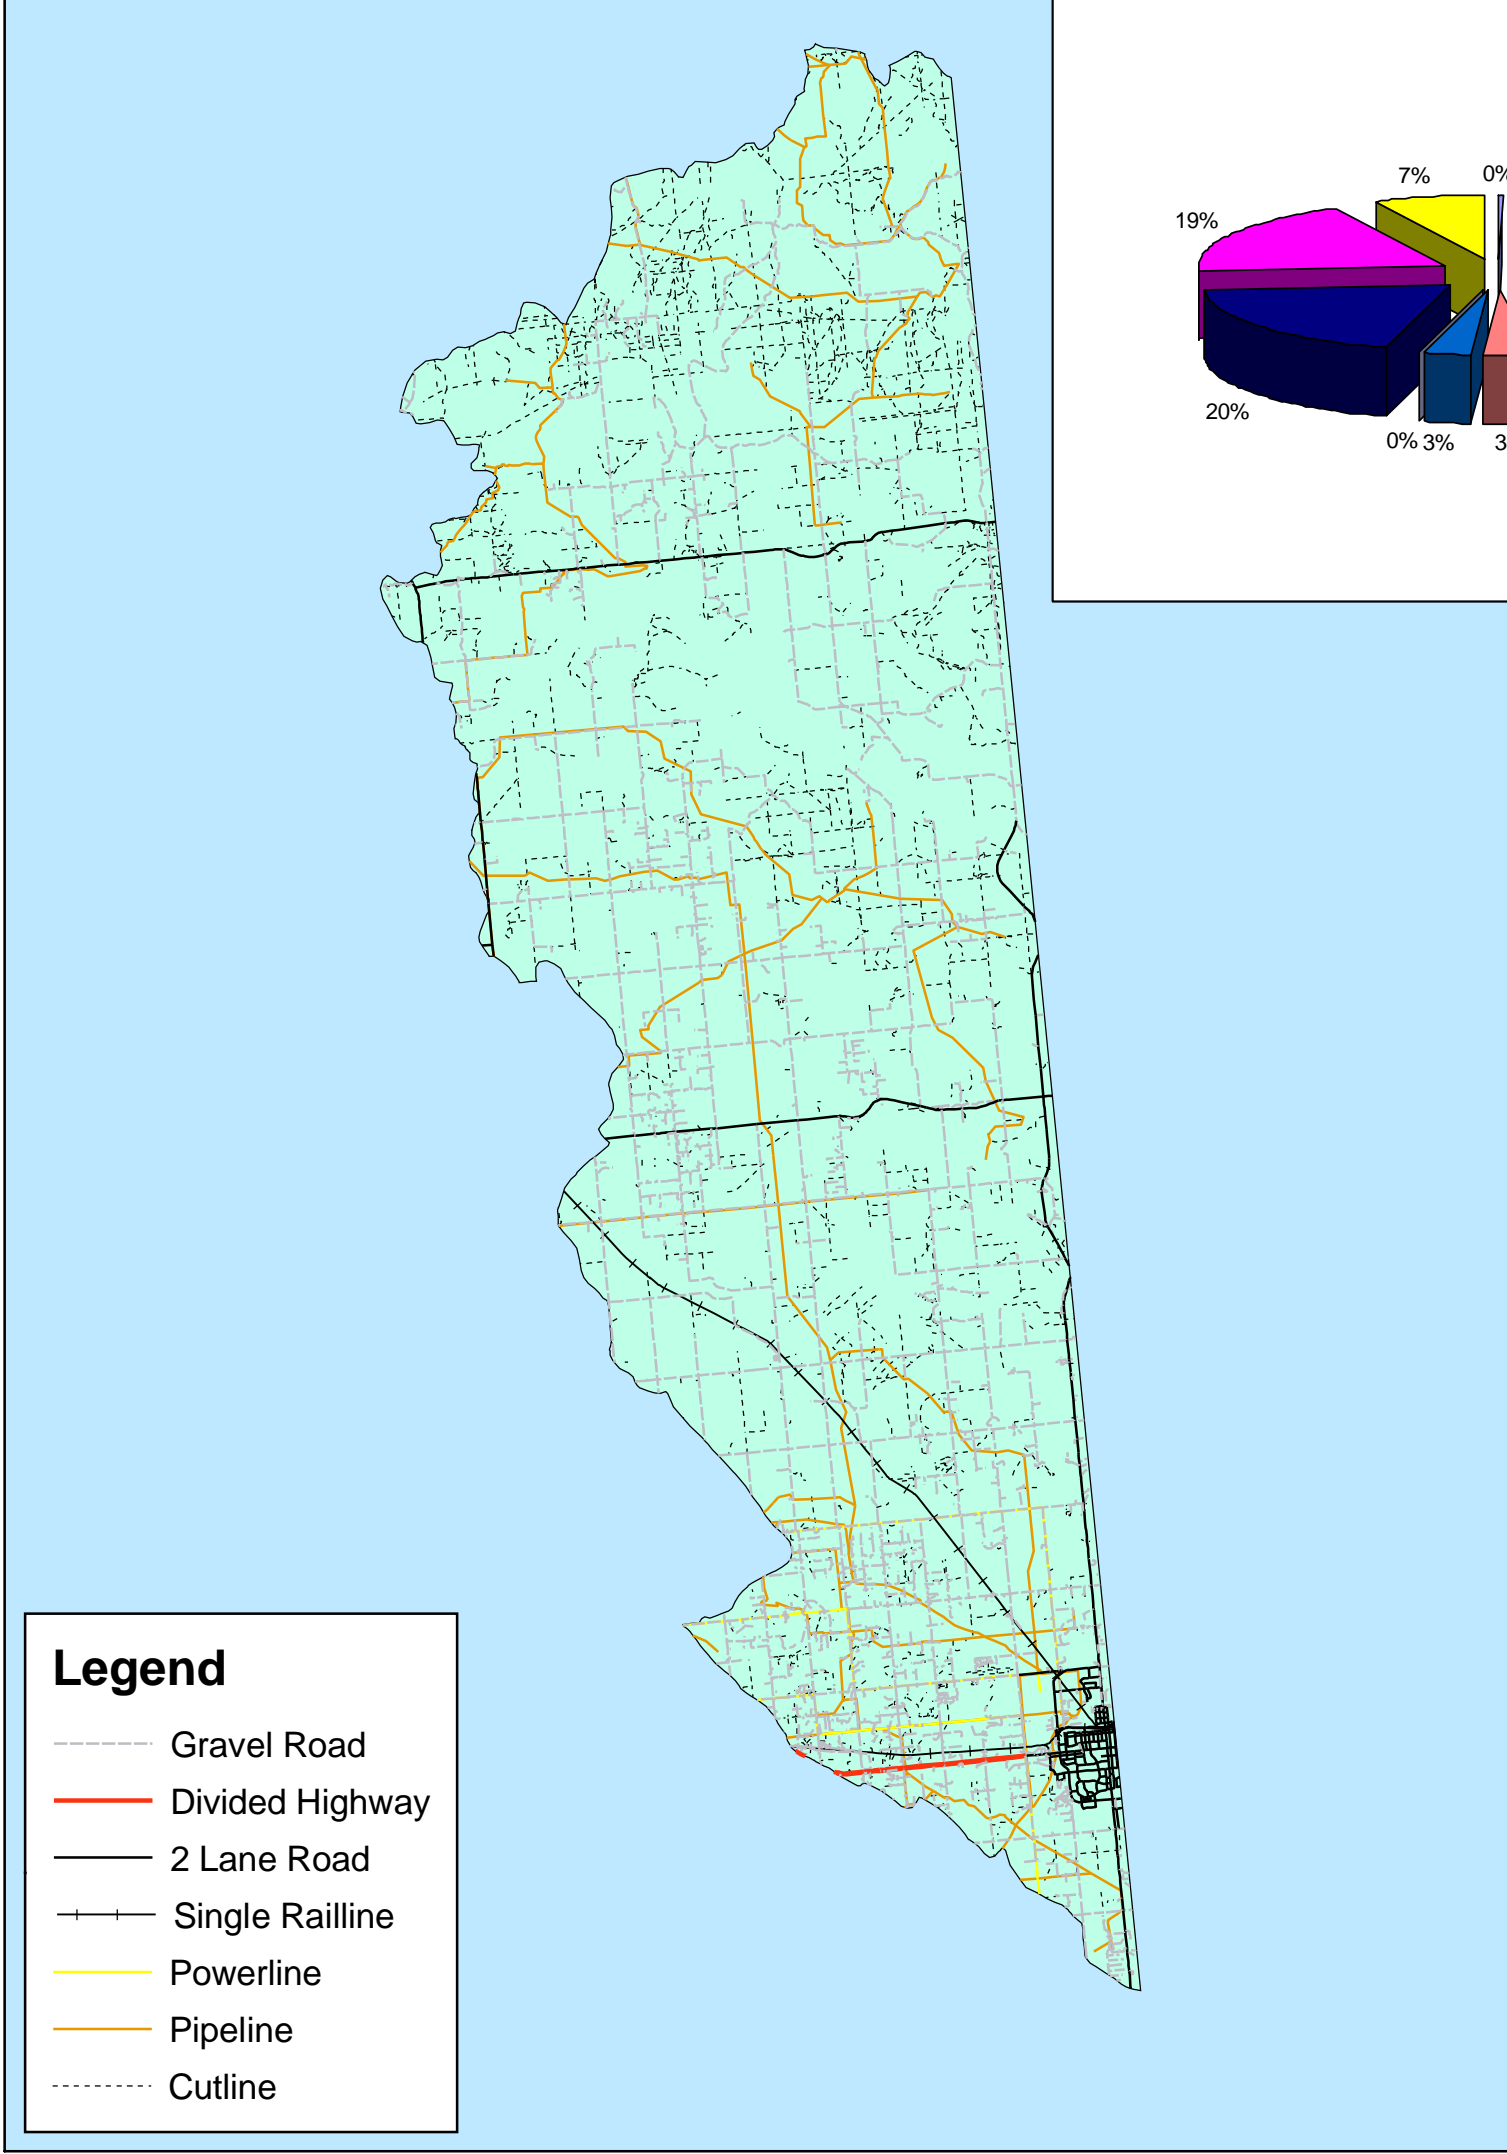 7%
0%
19%
20%
0%
3%
3
Legend
Gravel Road
Divided Highway
2 Lane Road
Single Railline
Powerline
Pipeline
Cutline